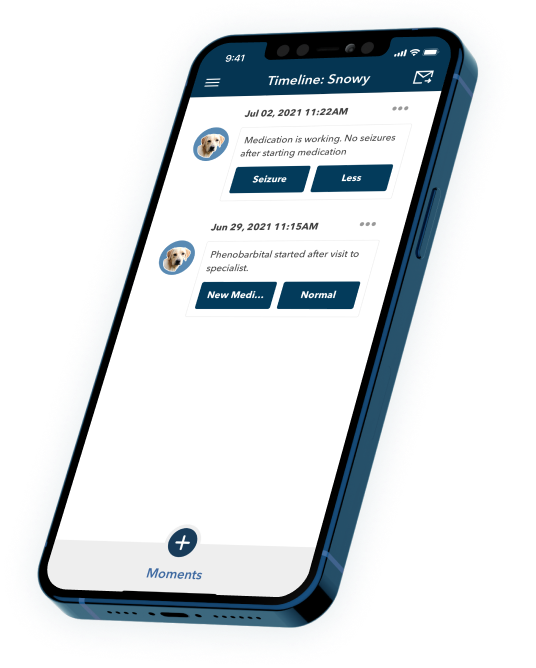 9:41
Timeline: Snowy
Jul 02, 2021 11:22AM
Medication is working. No seizures
after starting medication
Seizure
Less
Jun 29, 2021 11:15AM
Phenobarbital started after visit to
specialist.
New Medi...
Normal
Moments